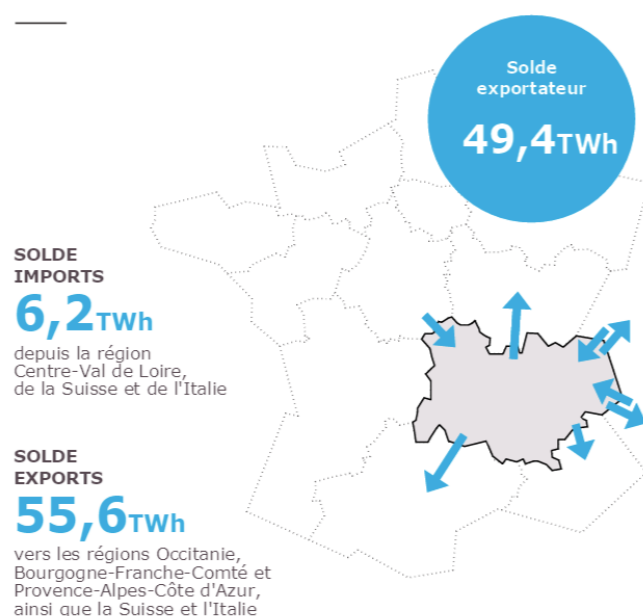 Solde
exportateur
49,4TWh
SOLDE
IMPORTS
6,2TWh
depuis la région
Centre-Val de Loire,
de la Suisse et de l'Italie
SOLDE
EXPORTS
55,6TWh
vers les régions Occitanie,
Bourgogne-Franche-Comté et
Provence-Alpes-Côte d'Azur,
ainsi que la Suisse et l'Italie